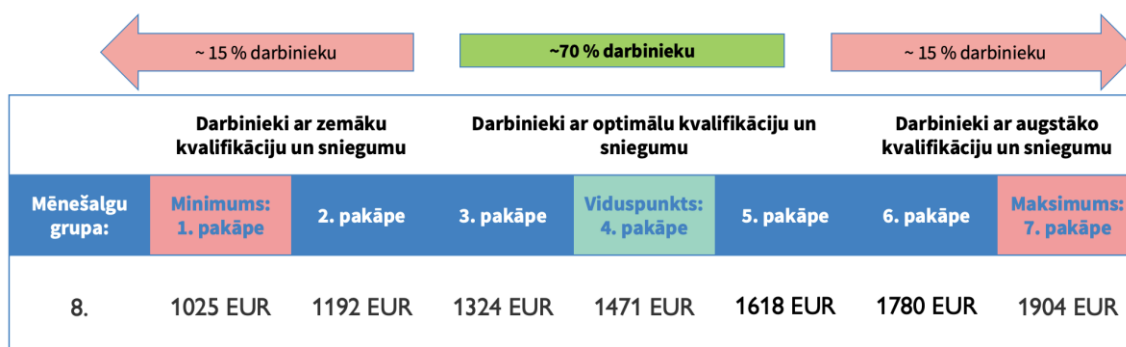 ~ 15 % darbinieku
~70 % darbinieku
~ 15 % darbinieku
Darbinieki ar zemāku
kvalifikāciju un sniegumu
Darbinieki ar optimālu kvalifikāciju un
sniegumu
Darbinieki ar augstāko
kvalifikāciju un sniegumu
Mēnešalgu
grupa:
Minimums:
1. pakāpe
2. pakāpe
3. pakāpe
Viduspunkts:
4. pakāpe
5. pakāpe
6. pakāpe
Maksimums:
7. pakāpe
8.
1025 EUR
1192 EUR
1324 EUR
1471 EUR
1618 EUR
1780 EUR
1904 EUR